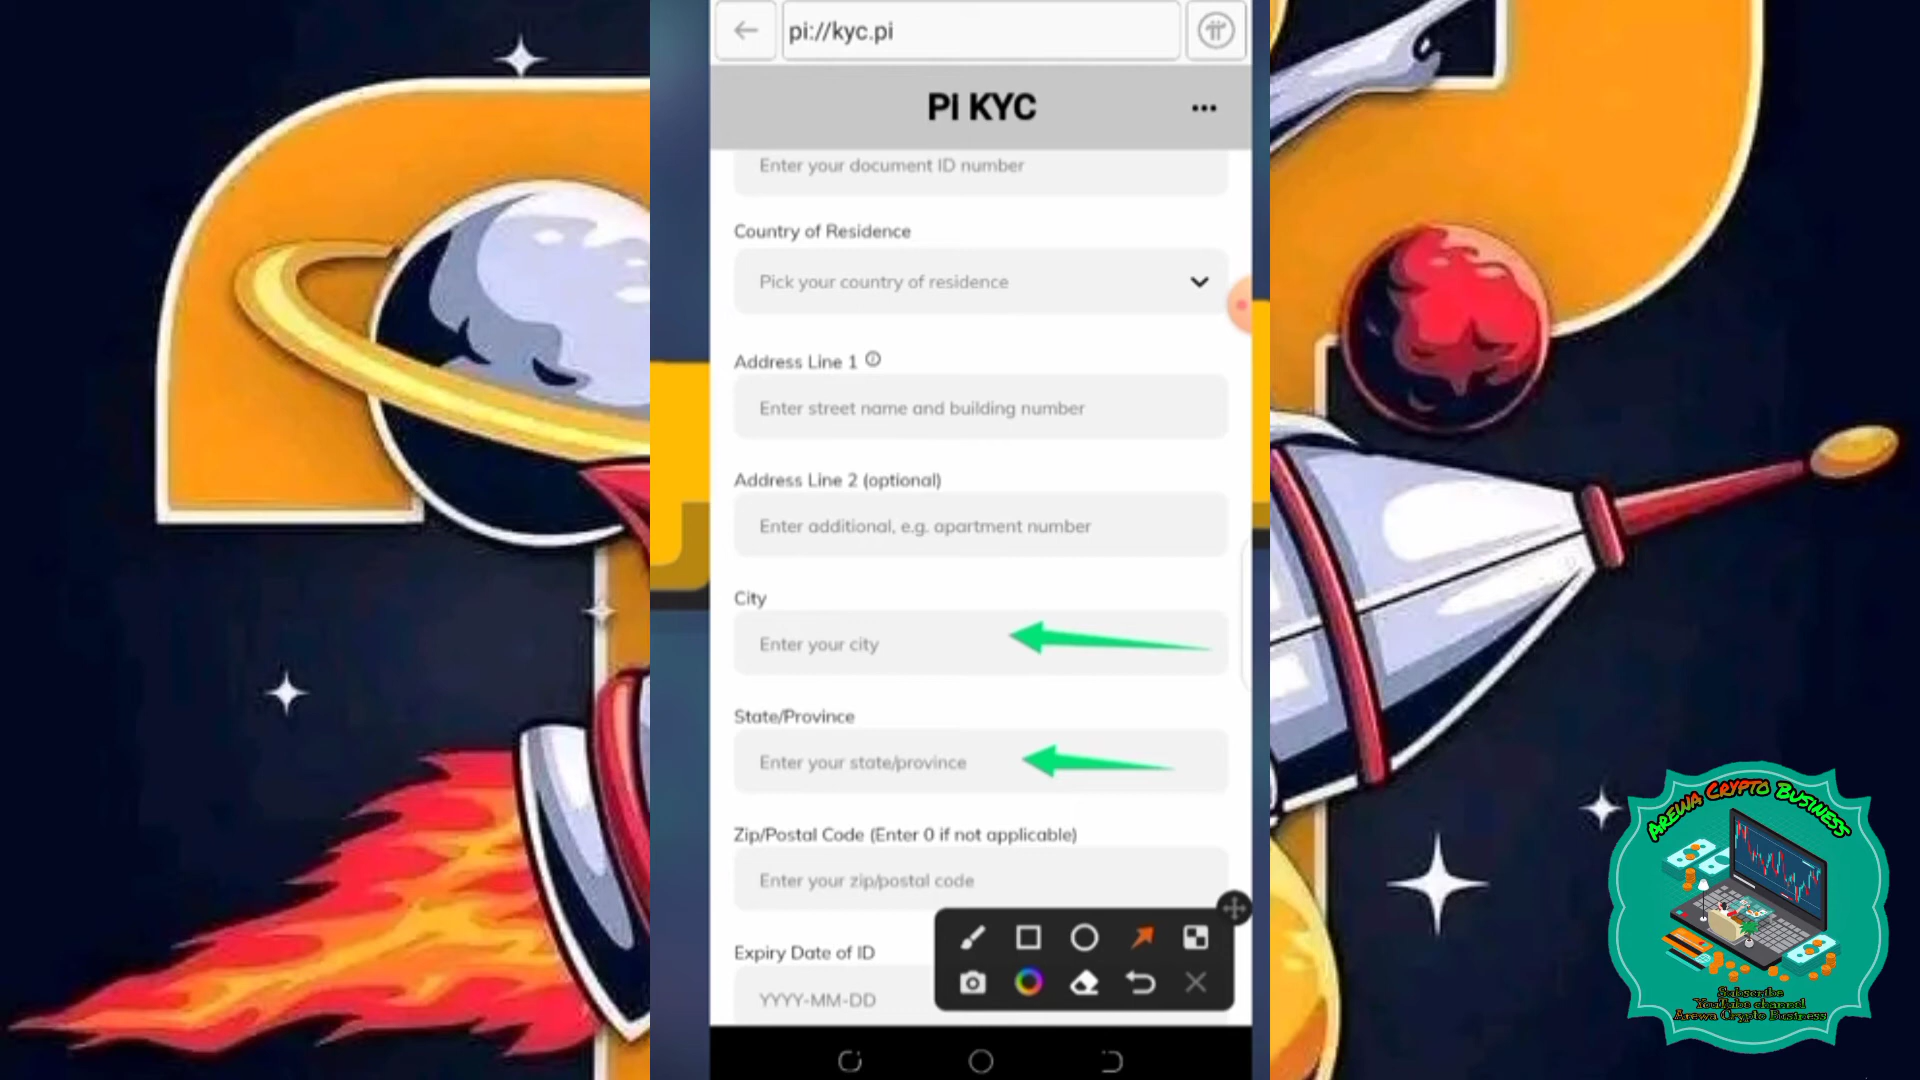 pi://kyc.pi
PI KYC
Enter your document ID number
Country of Residence
Pick your country of residence
Address Line 1
Enter street name and building number
Address Line 2 (optional)
Enter additional, e.g. apartment number
City
Enter your city
State/Province
Enter your state/province
Zip/Postal Code (Enter 0 if not applicable)
Enter your zip/postal code
Expiry Date of ID
YYYY-MM-DD
AREWA CRYPTO BUSINESS
Subscribe
YouTube channel
Arewa Crypto Business